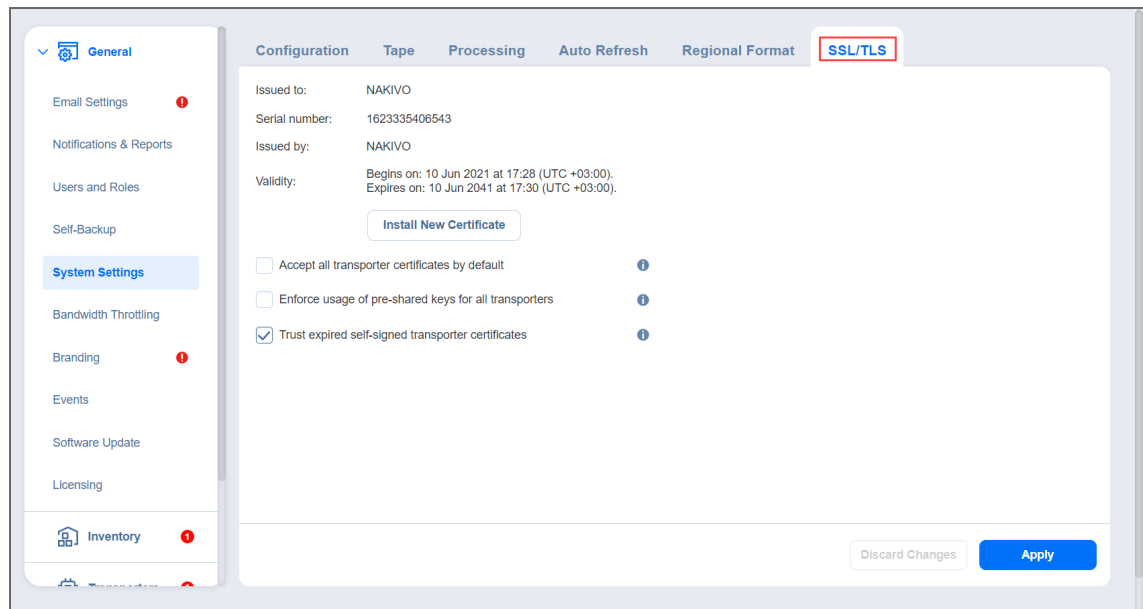 General
Email Settings
Notifications & Reports
Users and Roles
Self-Backup
System Settings
Bandwidth Throttling
Branding
Events
Software Update
Licensing
Inventory
1
Configuration
Tape
Processing
Auto Refresh
Regional Format
SSL/TLS
Issued to: NAKIVO
Serial number: 1623335406543
Issued by: NAKIVO
Validity: Begins on: 10 Jun 2021 at 17:28 (UTC +03:00).
Expires on: 10 Jun 2041 at 17:30 (UTC +03:00).
Install New Certificate
Accept all transporter certificates by default
Enforce usage of pre-shared keys for all transporters
Trust expired self-signed transporter certificates
Discard Changes
Apply